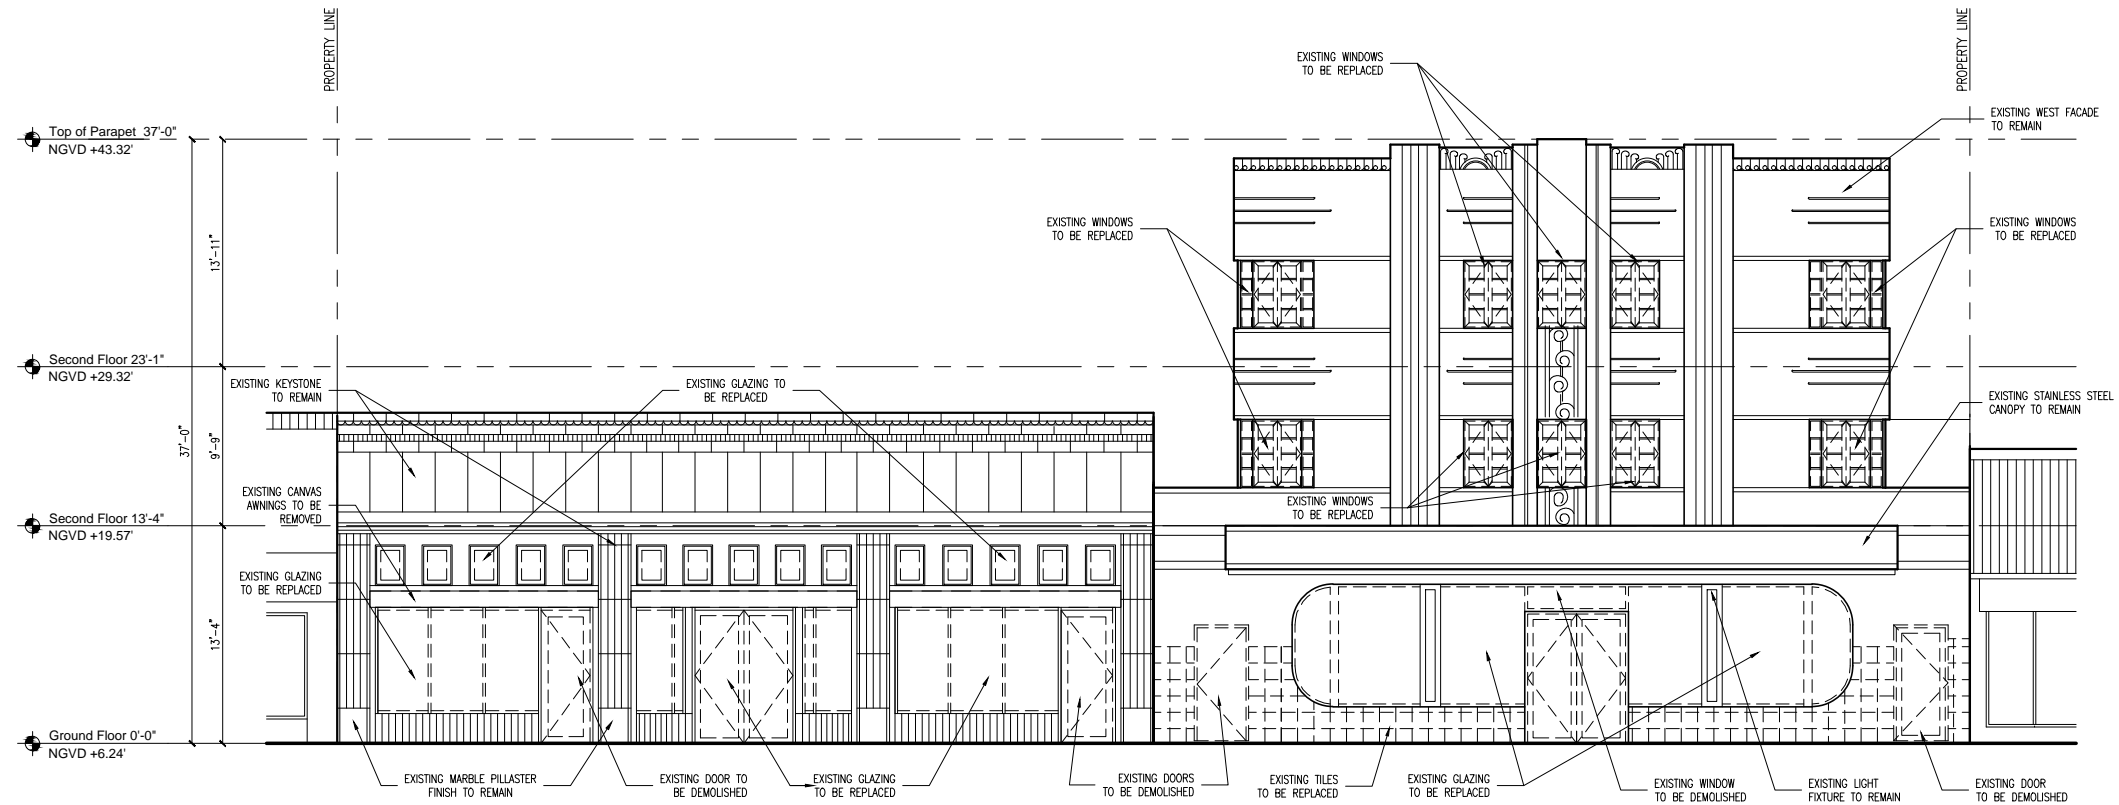 PROPERTY LINE
PROPERTY LINE
EXISTING WINDOWS
TO BE REPLACED
EXISTING WEST FACADE
TO REMAIN
Top of Parapet 37'-0"
NGVD +43.32'
EXISTING WINDOWS
TO BE REPLACED
EXISTING WINDOWS
TO BE REPLACED
13'-11"
Second Floor 23'-1"
NGVD +29.32'
EXISTING KEYSTONE
TO REMAIN
EXISTING GLAZING TO
BE REPLACED
EXISTING STAINLESS STEEL
CANOPY TO REMAIN
37'-0"
9'-9"
EXISTING CANVAS
AWNINGS TO BE
REMOVED
EXISTING WINDOWS
TO BE REPLACED
Second Floor 13'-4"
NGVD +19.57'
EXISTING GLAZING
TO BE REPLACED
13'-4"
Ground Floor 0'-0"
NGVD +6.24'
EXISTING MARBLE PILLASTER
FINISH TO REMAIN
EXISTING DOOR TO
BE DEMOLISHED
EXISTING GLAZING
TO BE REPLACED
EXISTING DOORS
TO BE DEMOLISHED
EXISTING TILES
TO BE REPLACED
EXISTING GLAZING
TO BE REPLACED
EXISTING WINDOW
TO BE DEMOLISHED
EXISTING LIGHT
FIXTURE TO REMAIN
EXISTING DOOR
TO BE DEMOLISHED